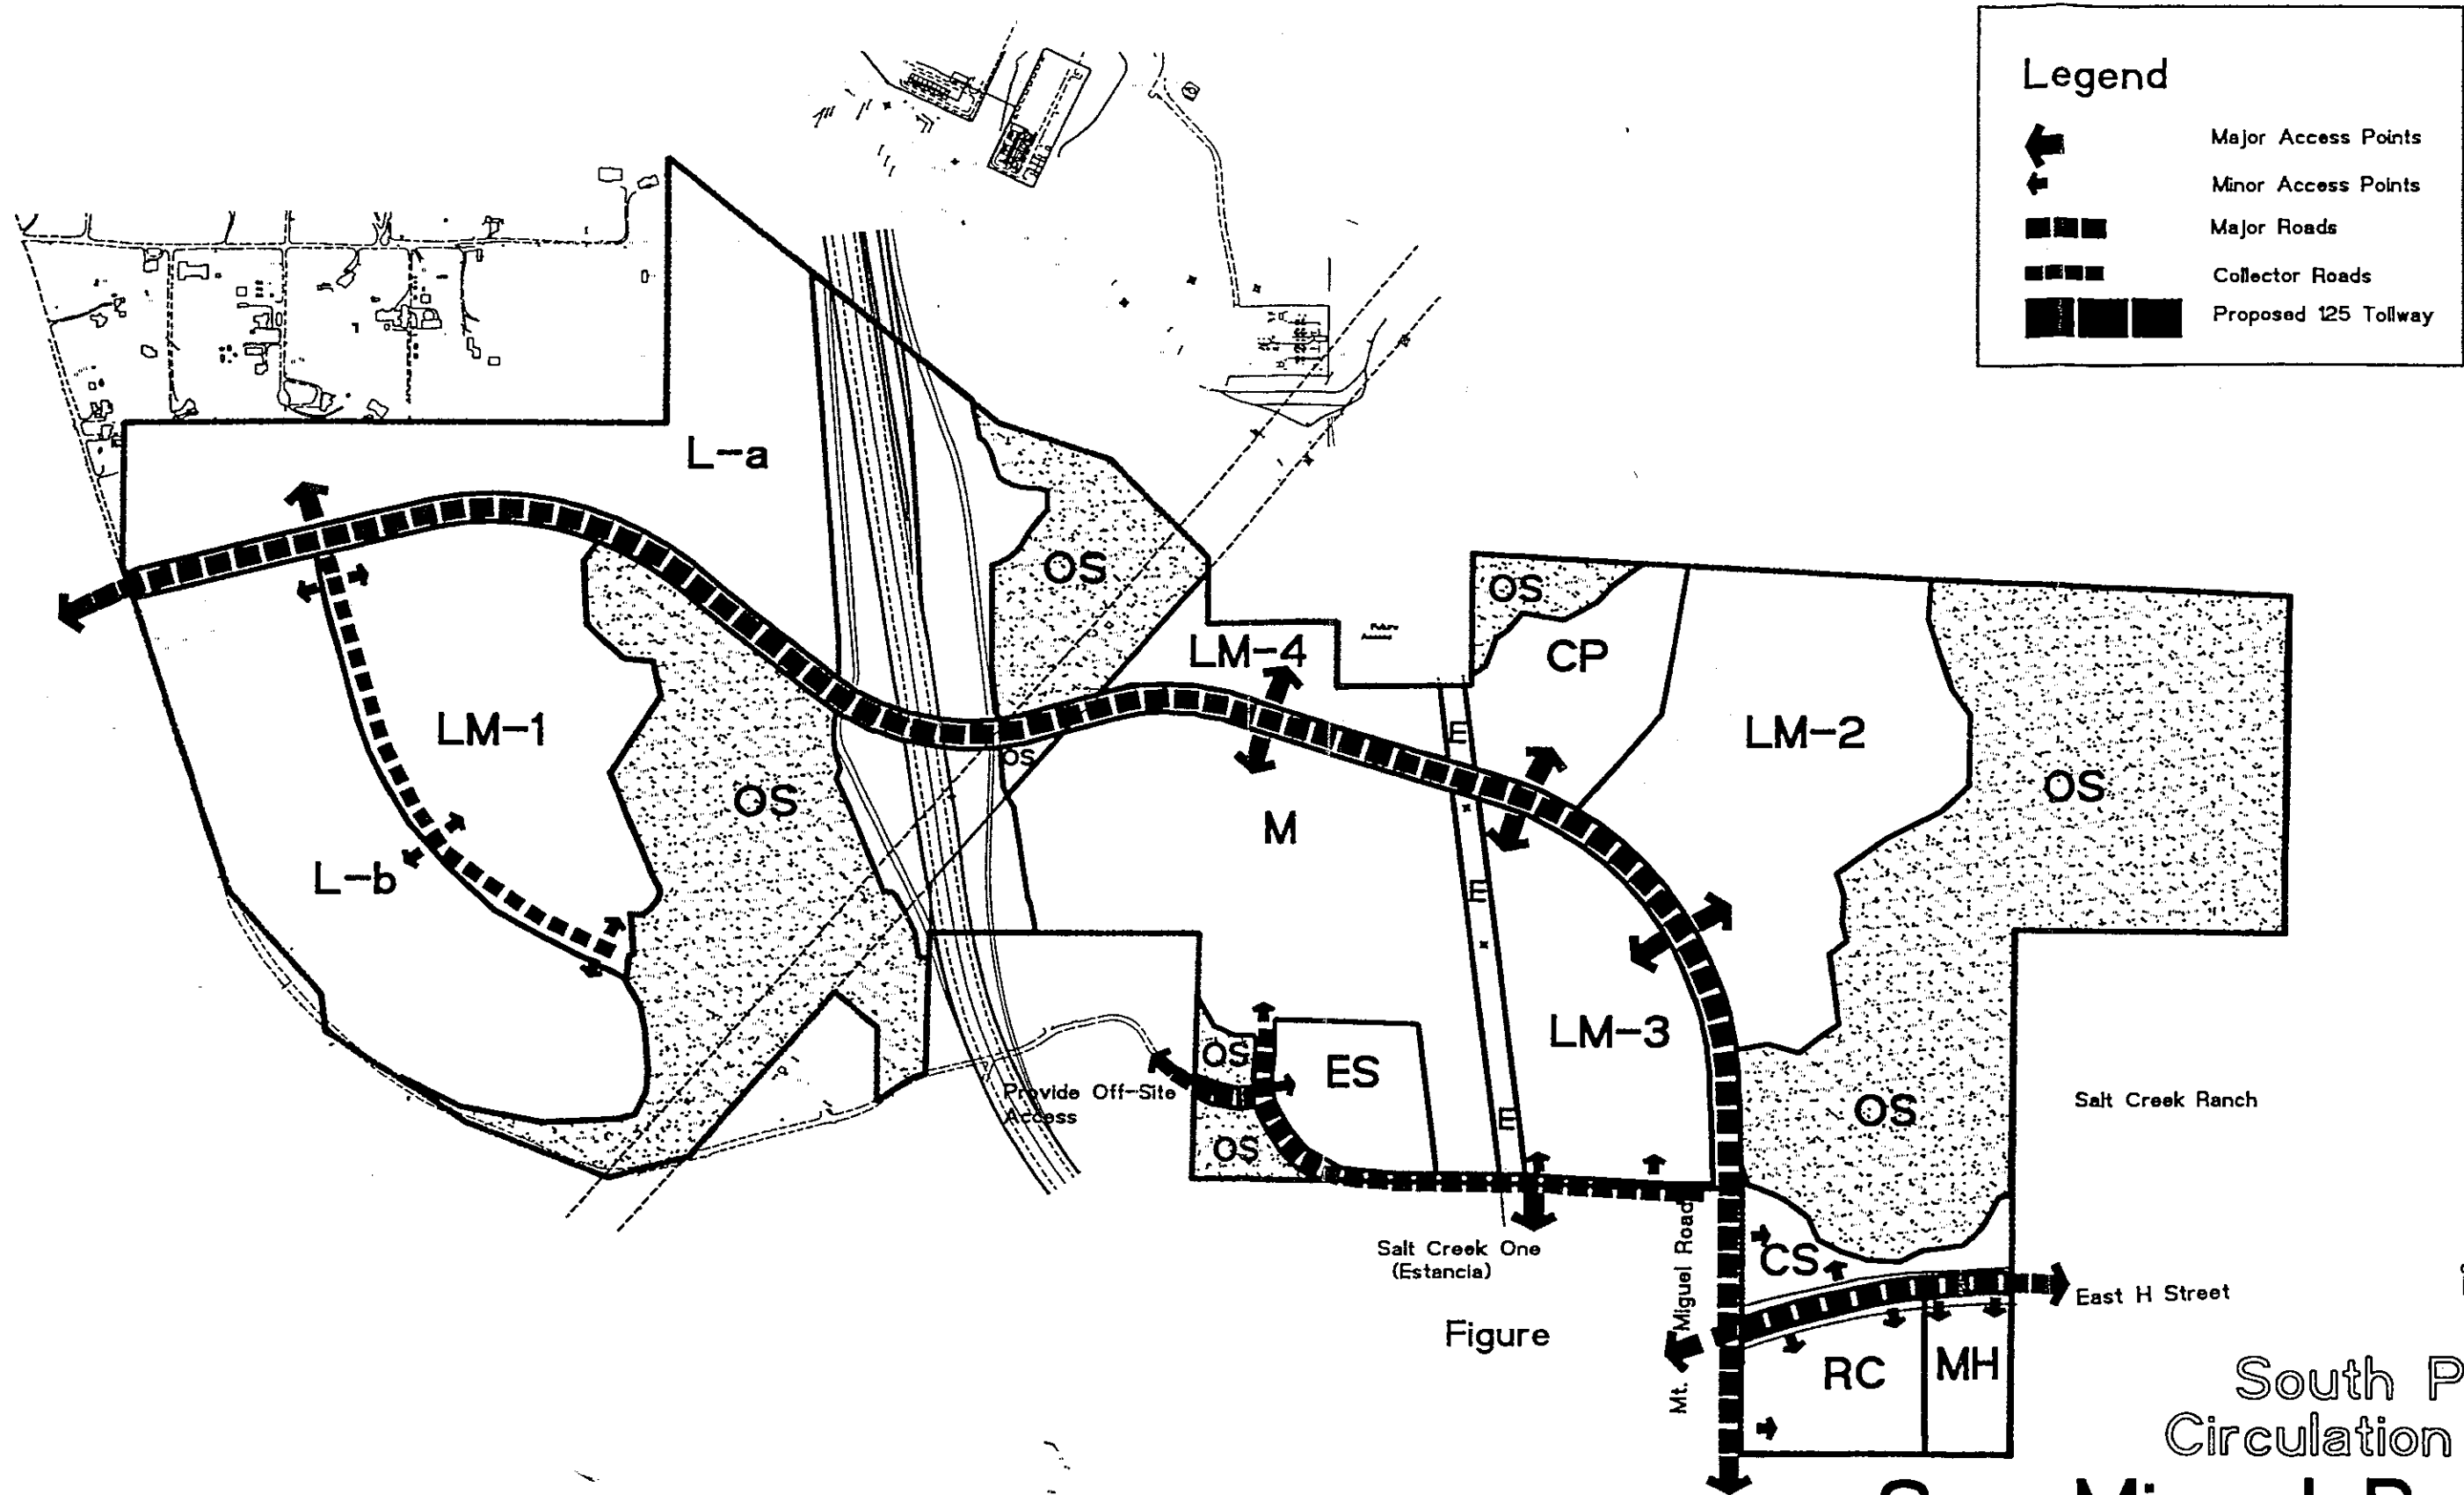 Legend
Major Access Points
Minor Access Points
Major Roads
Collector Roads
Proposed 125 Tollway
L-a
OS
OS
LM-4
CP
LM-1
LM-2
E
OS
OS
OS
M
L-b
E
LM-3
OS
ES
Provide Off-Site
Access
Salt Creek Ranch
OS
E
OS
Salt Creek One
(Estancia)
Mt. Miguel Road
CS
East H Street
Figure
RC
MH
South P
Circulation